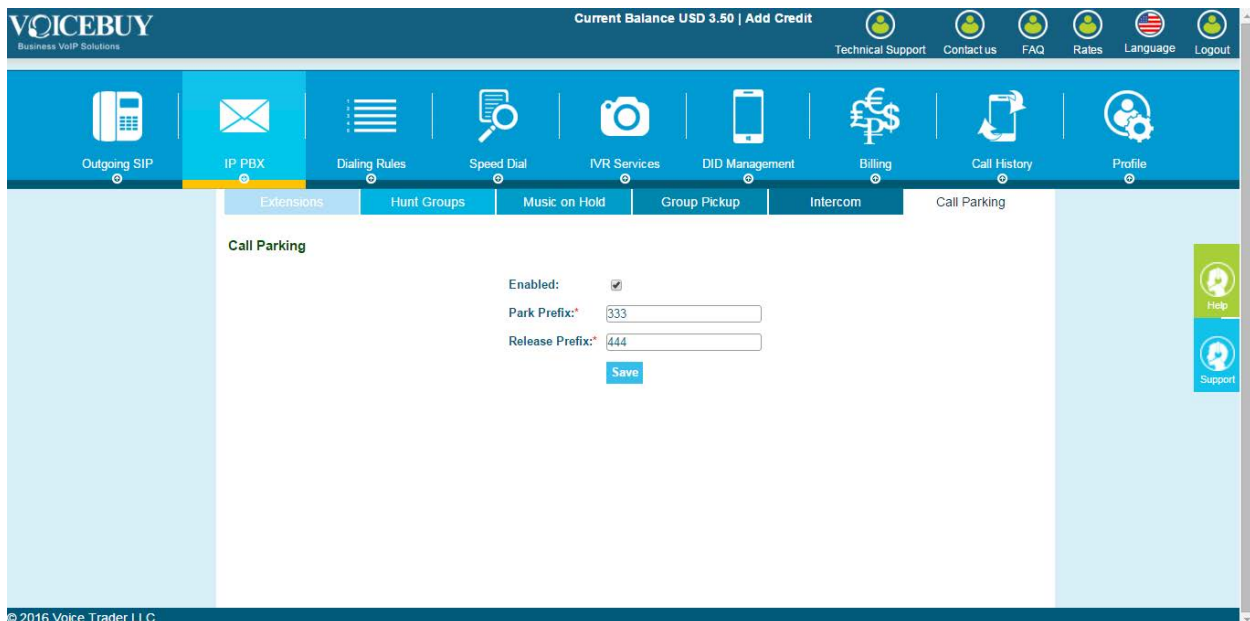 VOICEBUY
Business VoIP Solutions
Current Balance USD 3.50 | Add Credit
Technical Support
Contact us
FAQ
Rates
Language
Logout
Outgoing SIP
IP PBX
Dialing Rules
Speed Dial
IVR Services
DID Management
Billing
Call History
Profile
Extensions
Hunt Groups
Music on Hold
Group Pickup
Intercom
Call Parking
Call Parking
Enabled:
Park Prefix:* 333
Release Prefix:* 444
Save
Help
Support
© 2016 Voice Trader LLC